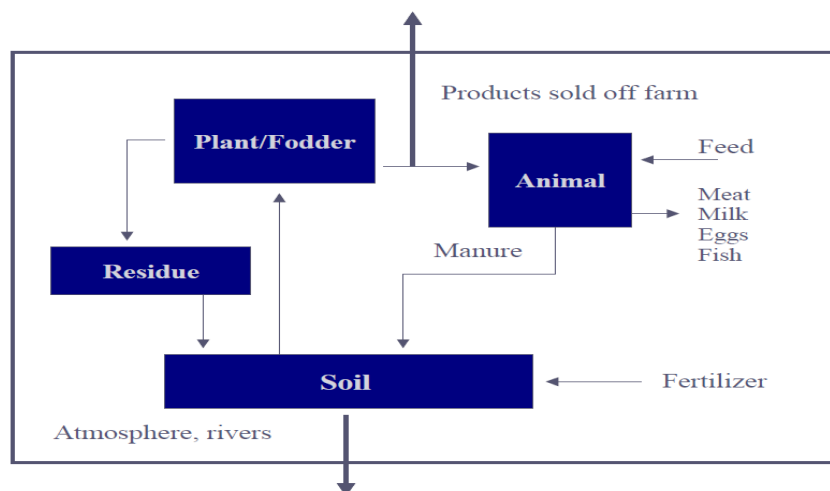 Products sold off farm
Plant/Fodder
Feed
Animal
Meat
Milk
Eggs
Fish
Manure
Residue
Soil
Fertilizer
Atmosphere, rivers